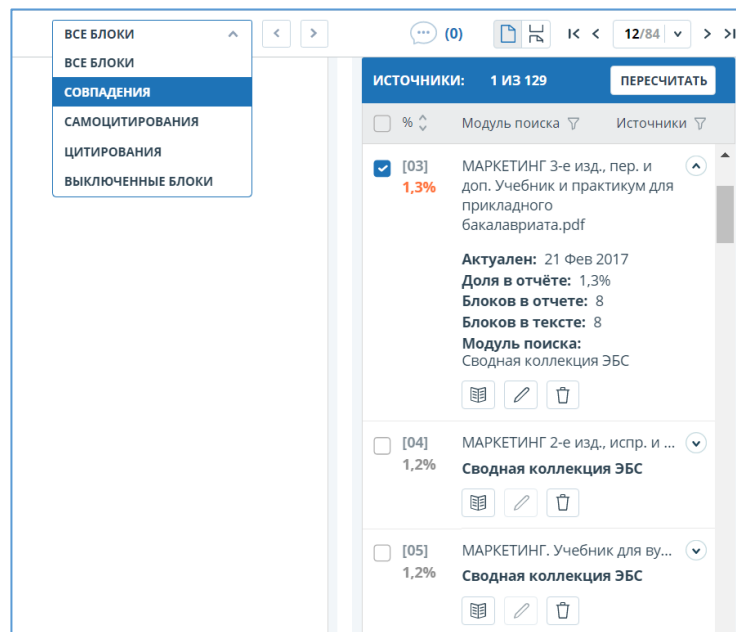 ВСЕ БЛОКИ
(0)
12/84
ВСЕ БЛОКИ
СОВПАДЕНИЯ
САМОЦИТИРОВАНИЯ
ЦИТИРОВАНИЯ
ВЫКЛЮЧЕННЫЕ БЛОКИ
ИСТОЧНИКИ: 1 ИЗ 129
ПЕРЕСЧИТАТЬ
% Модуль поиска Источники
[03]
1,3%
МАРКЕТИНГ 3-е изд., пер. и
доп. Учебник и практикум для
прикладного
бакалавриата.pdf
Актуален: 21 Фев 2017
Доля в отчёте: 1,3%
Блоков в отчете: 8
Блоков в тексте: 8
Модуль поиска:
Сводная коллекция ЭБС
[04] МАРКЕТИНГ 2-е изд., испр. и ...
1,2% Сводная коллекция ЭБС
[05] МАРКЕТИНГ. Учебник для ву...
1,2% Сводная коллекция ЭБС